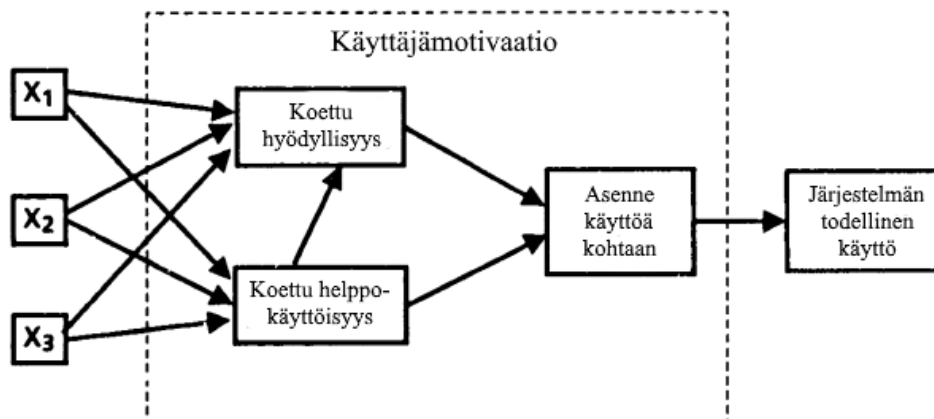 Käyttäjämotivaatio
X1
X2
X3
Koettu
hyödyllisyys
Koettu helppo-
käyttöisyys
Asenne
käyttöä
kohtaan
Järjestelmän
todellinen
käyttö